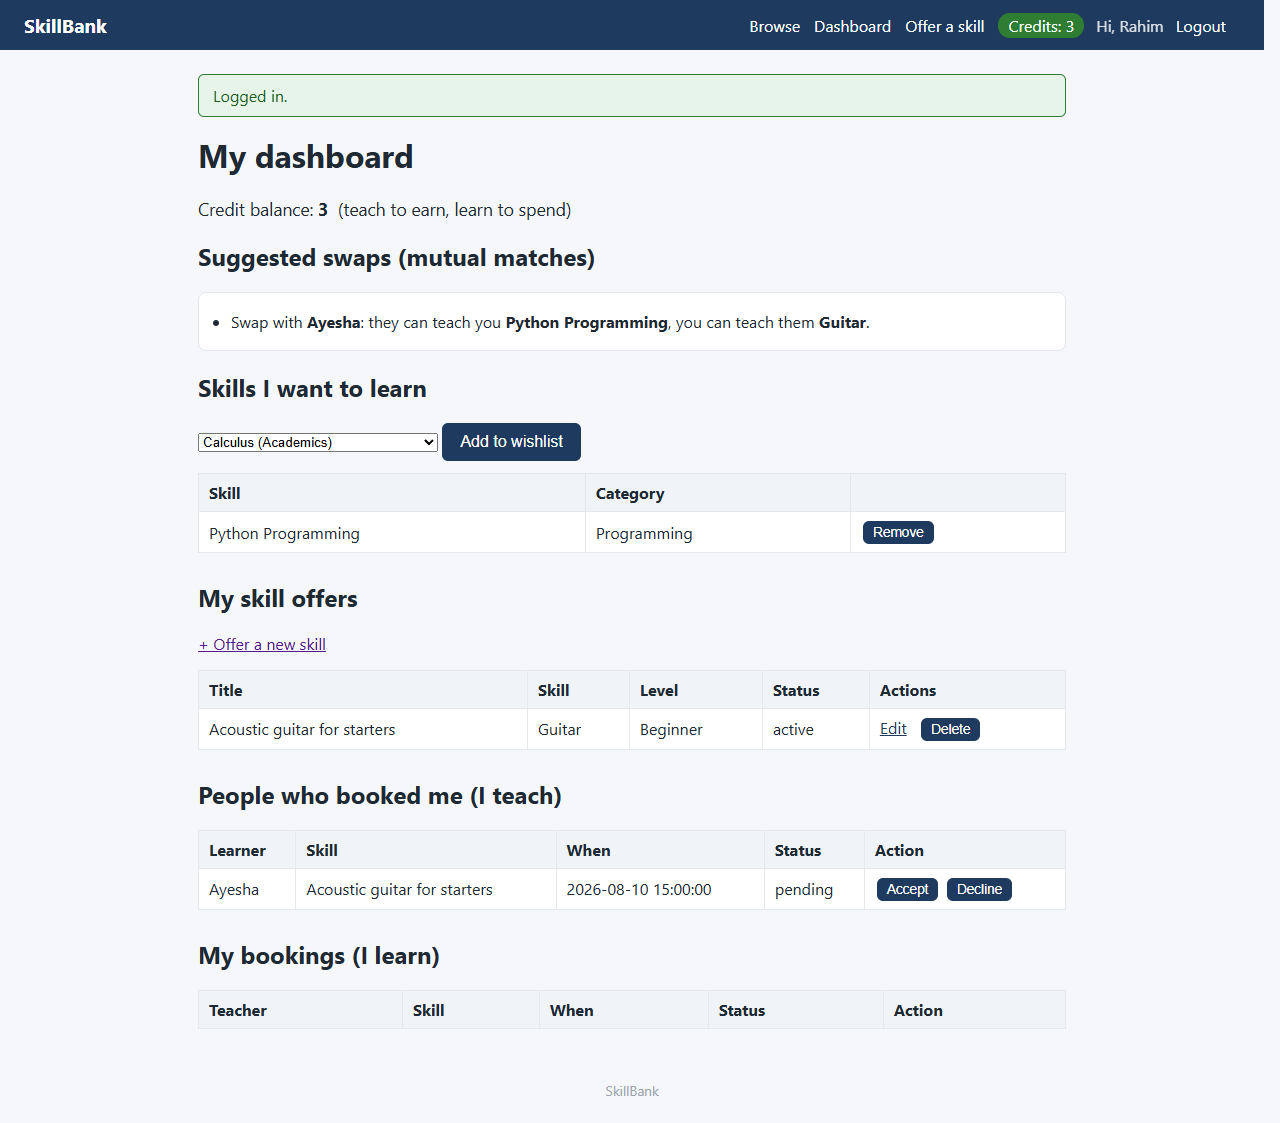 SkillBank Browse Dashboard Offer a skill Credits: 3 Hi, Rahim Logout
Logged in.
My dashboard
Credit balance: 3 (teach to earn, learn to spend)
Suggested swaps (mutual matches)
• Swap with Ayesha: they can teach you Python Programming, you can teach them Guitar.
Skills I want to learn
Calculus (Academics) Add to wishlist
Skill Category
Python Programming Programming Remove
My skill offers
+ Offer a new skill
Title Skill Level Status Actions
Acoustic guitar for starters Guitar Beginner active Edit Delete
People who booked me (I teach)
Learner Skill When Status Action
Ayesha Acoustic guitar for starters 2026-08-10 15:00:00 pending Accept Decline
My bookings (I learn)
Teacher Skill When Status Action
SkillBank